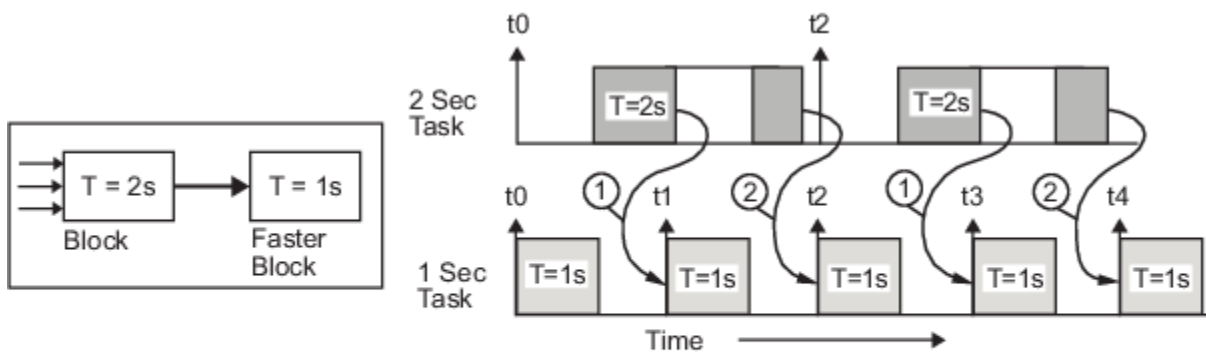 T = 2s
T = 1s
Block
Faster
Block
t0
t2
2 Sec
Task
T=2s
T=2s
1
2
1
2
t0
t1
t2
t3
t4
1 Sec
Task
T=1s
T=1s
T=1s
T=1s
T=1s
Time